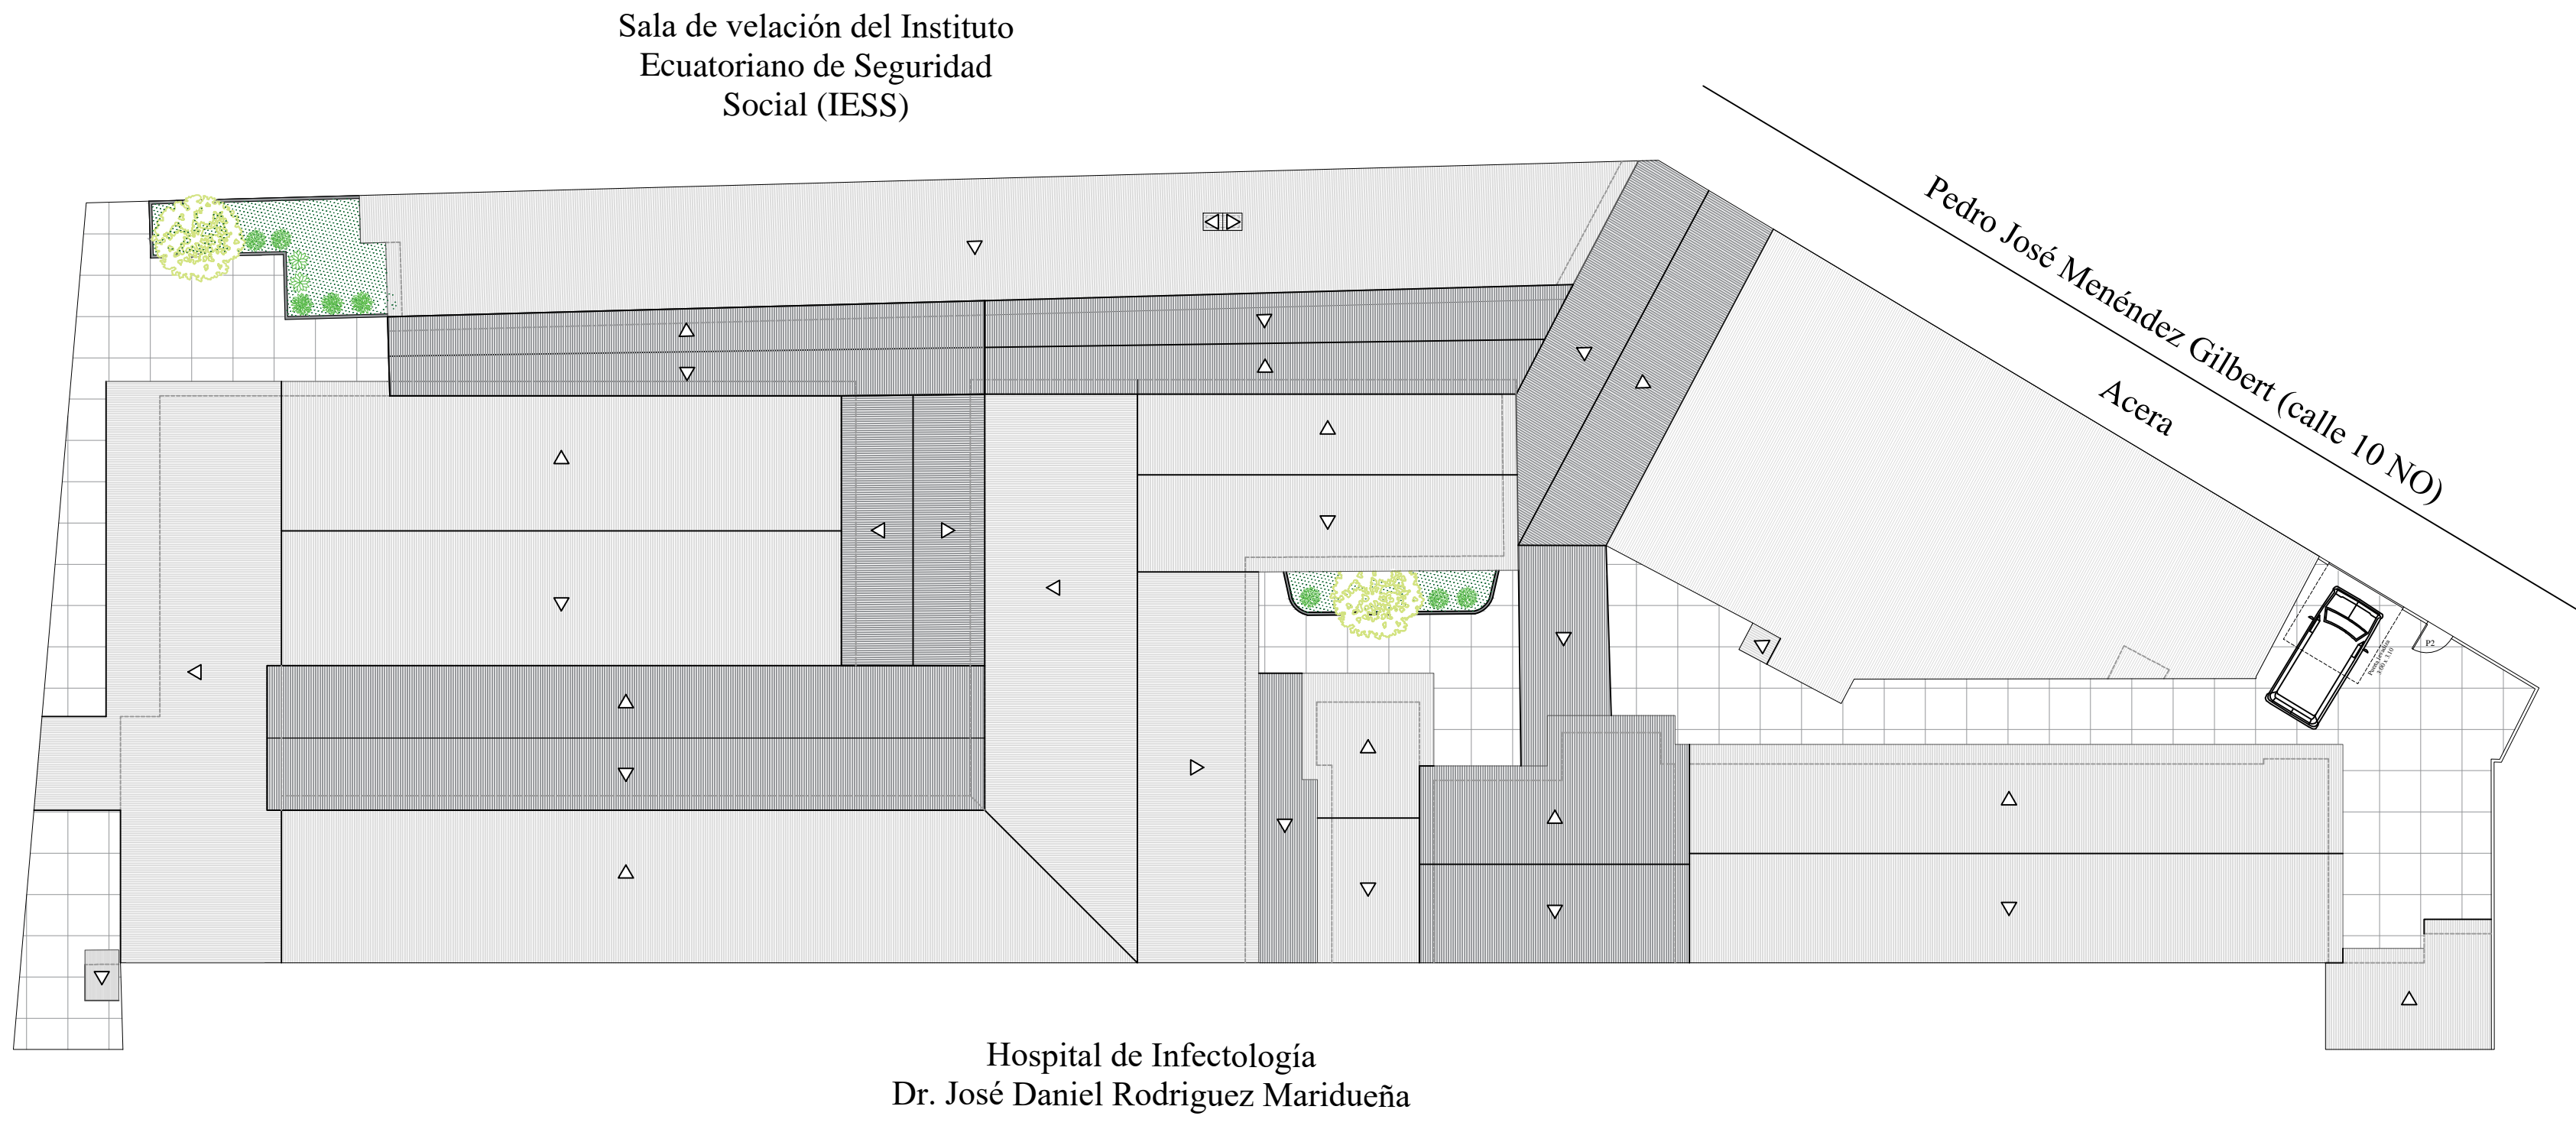 Sala de velación del Instituto
Ecuatoriano de Seguridad
Social (IESS)
Pedro José Menéndez Gilbert (calle 10 NO)
Acera
P2
Hospital de Infectología
Dr. José Daniel Rodriguez Maridueña